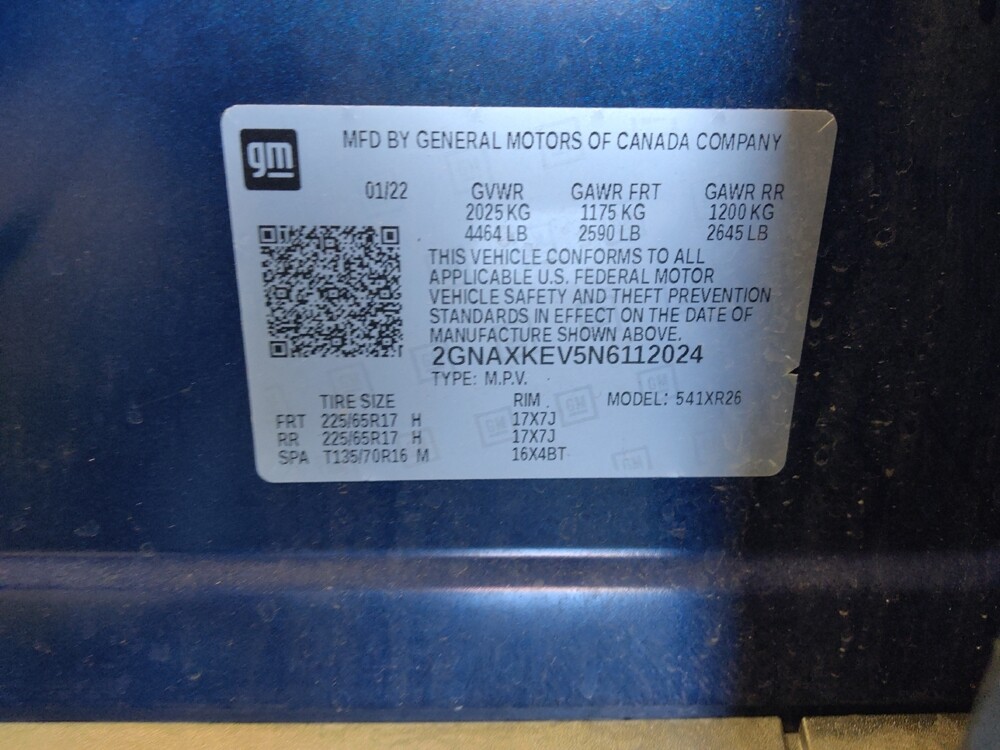 gm
MFD BY GENERAL MOTORS OF CANADA COMPANY
01/22 GVWR GAWR FRT GAWR RR
2025 KG 1175 KG 1200 KG
4464 LB 2590 LB 2645 LB
THIS VEHICLE CONFORMS TO ALL
APPLICABLE U.S. FEDERAL MOTOR
VEHICLE SAFETY AND THEFT PREVENTION
STANDARDS IN EFFECT ON THE DATE OF
MANUFACTURE SHOWN ABOVE.
2GNAXKEV5N6112024
TYPE: M.P.V.
TIRE SIZE RIM MODEL: 541XR26
FRT 225/65R17 H 17X7J
RR 225/65R17 H 17X7J
SPA T135/70R16 M 16X4BT